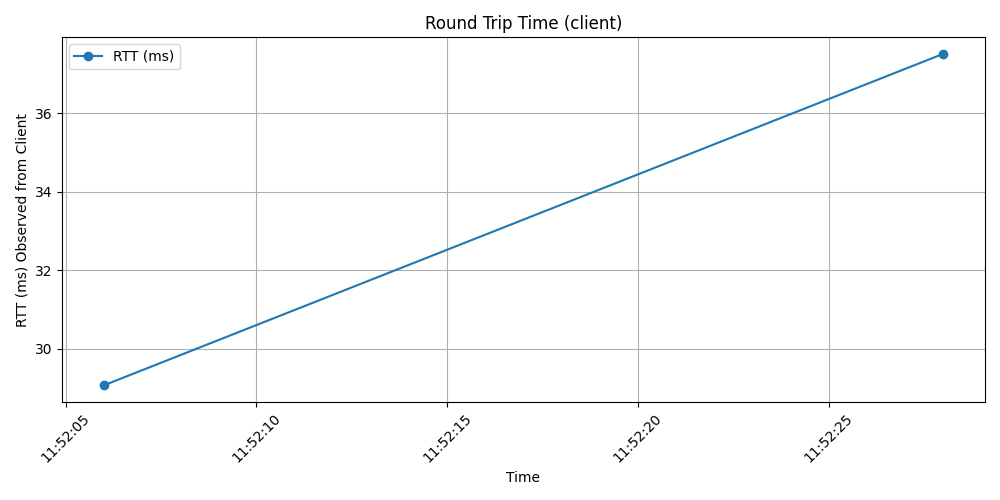 Round Trip Time (client)
RTT (ms)
RTT (ms) Observed from Client
36
34
32
30
11:52:05
11:52:10
11:52:15
11:52:20
11:52:25
Time